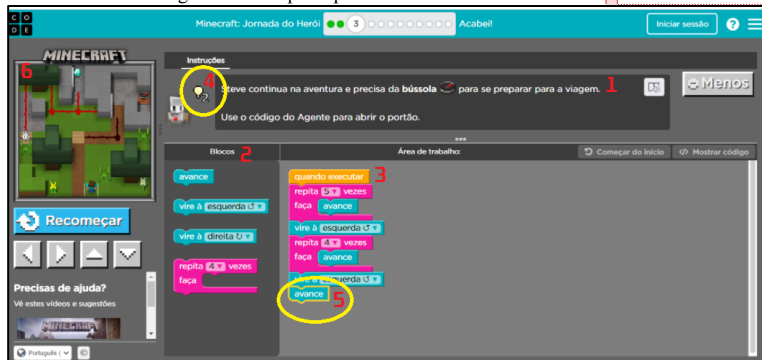 C O
D E
Minecraft: Jornada do Herói
3
Acabei!
Iniciar sessão
?
MINECRAFT
6
Instruções
4
2
Steve continua na aventura e precisa da bússola para se preparar para a viagem.
1
Menos
Use o código do Agente para abrir o portão.
Blocos
2
Área de trabalho:
Começar do início
</> Mostrar código
avance
vire à esquerda
vire à direita
repita 4 vezes
faça
quando executar
3
repita 5 vezes
faça avance
vire à esquerda
repita 4 vezes
faça avance
vire à esquerda
avance
5
Recomeçar
Precisas de ajuda?
Vê estes vídeos e sugestões
MINECRAFT
Português (